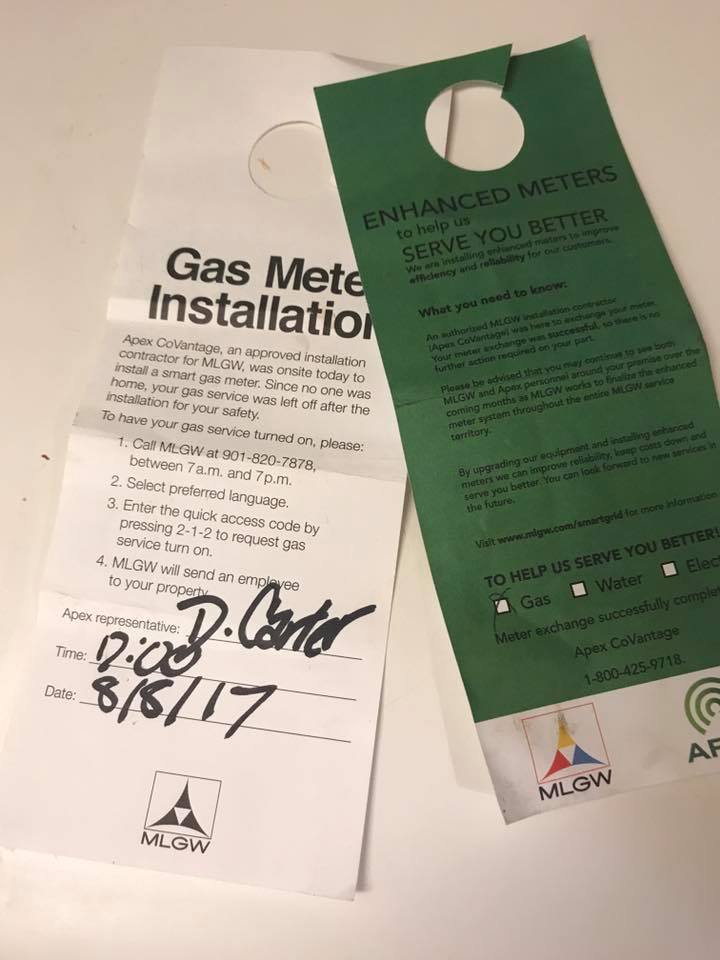 Gas Mete
Installation
Apex CoVantage, an approved installation
contractor for MLGW, was onsite today to
install a smart gas meter. Since no one was
home, your gas service was left off after the
installation for your safety.
To have your gas service turned on, please:
1. Call MLGW at 901-820-7878,
between 7a.m. and 7p.m.
2. Select preferred language.
3. Enter the quick access code by
pressing 2-1-2 to request gas
service turn on.
4. MLGW will send an employee
to your property.
Apex representative: D. Carter
Time: 12:00
Date: 8/8/17
MLGW
ENHANCED METERS
to help us
SERVE YOU BETTER
We are installing enhanced meters to improve
efficiency and reliability for our customers.
What you need to know:
An authorized MLGW installation contractor
(Apex CoVantage) was here to exchange your meter.
Your meter exchange was successful, so there is no
further action required on your part.
Please be advised that you may continue to see both
MLGW and Apex personnel around your premise over the
coming months as MLGW works to finalize the enhanced
meter system throughout the entire MLGW service
territory.
By upgrading our equipment and installing enhanced
meters we can improve reliability, keep costs down and
serve you better. You can look forward to new services in
the future.
Visit www.mlgw.com/smartgrid for more information
TO HELP US SERVE YOU BETTER!
Gas Water Elec
Meter exchange successfully comple
Apex CoVantage
1-800-425-9718.
MLGW
AP